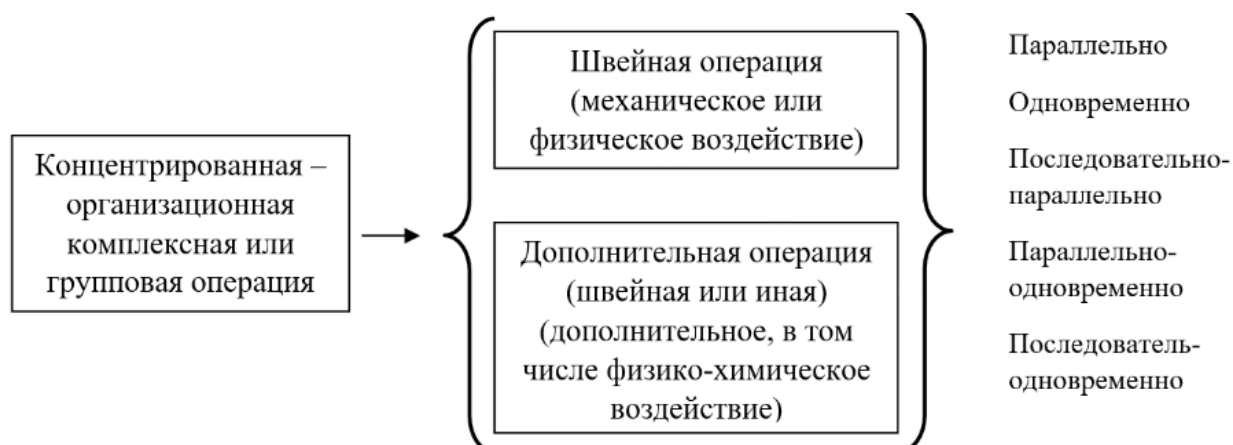 Концентрированная –
организационная
комплексная или
групповая операция
Швейная операция
(механическое или
физическое воздействие)
Дополнительная операция
(швейная или иная)
(дополнительное, в том
числе физико-химическое
воздействие)
Параллельно
Одновременно
Последовательно-
параллельно
Параллельно-
одновременно
Последователь-
одновременно